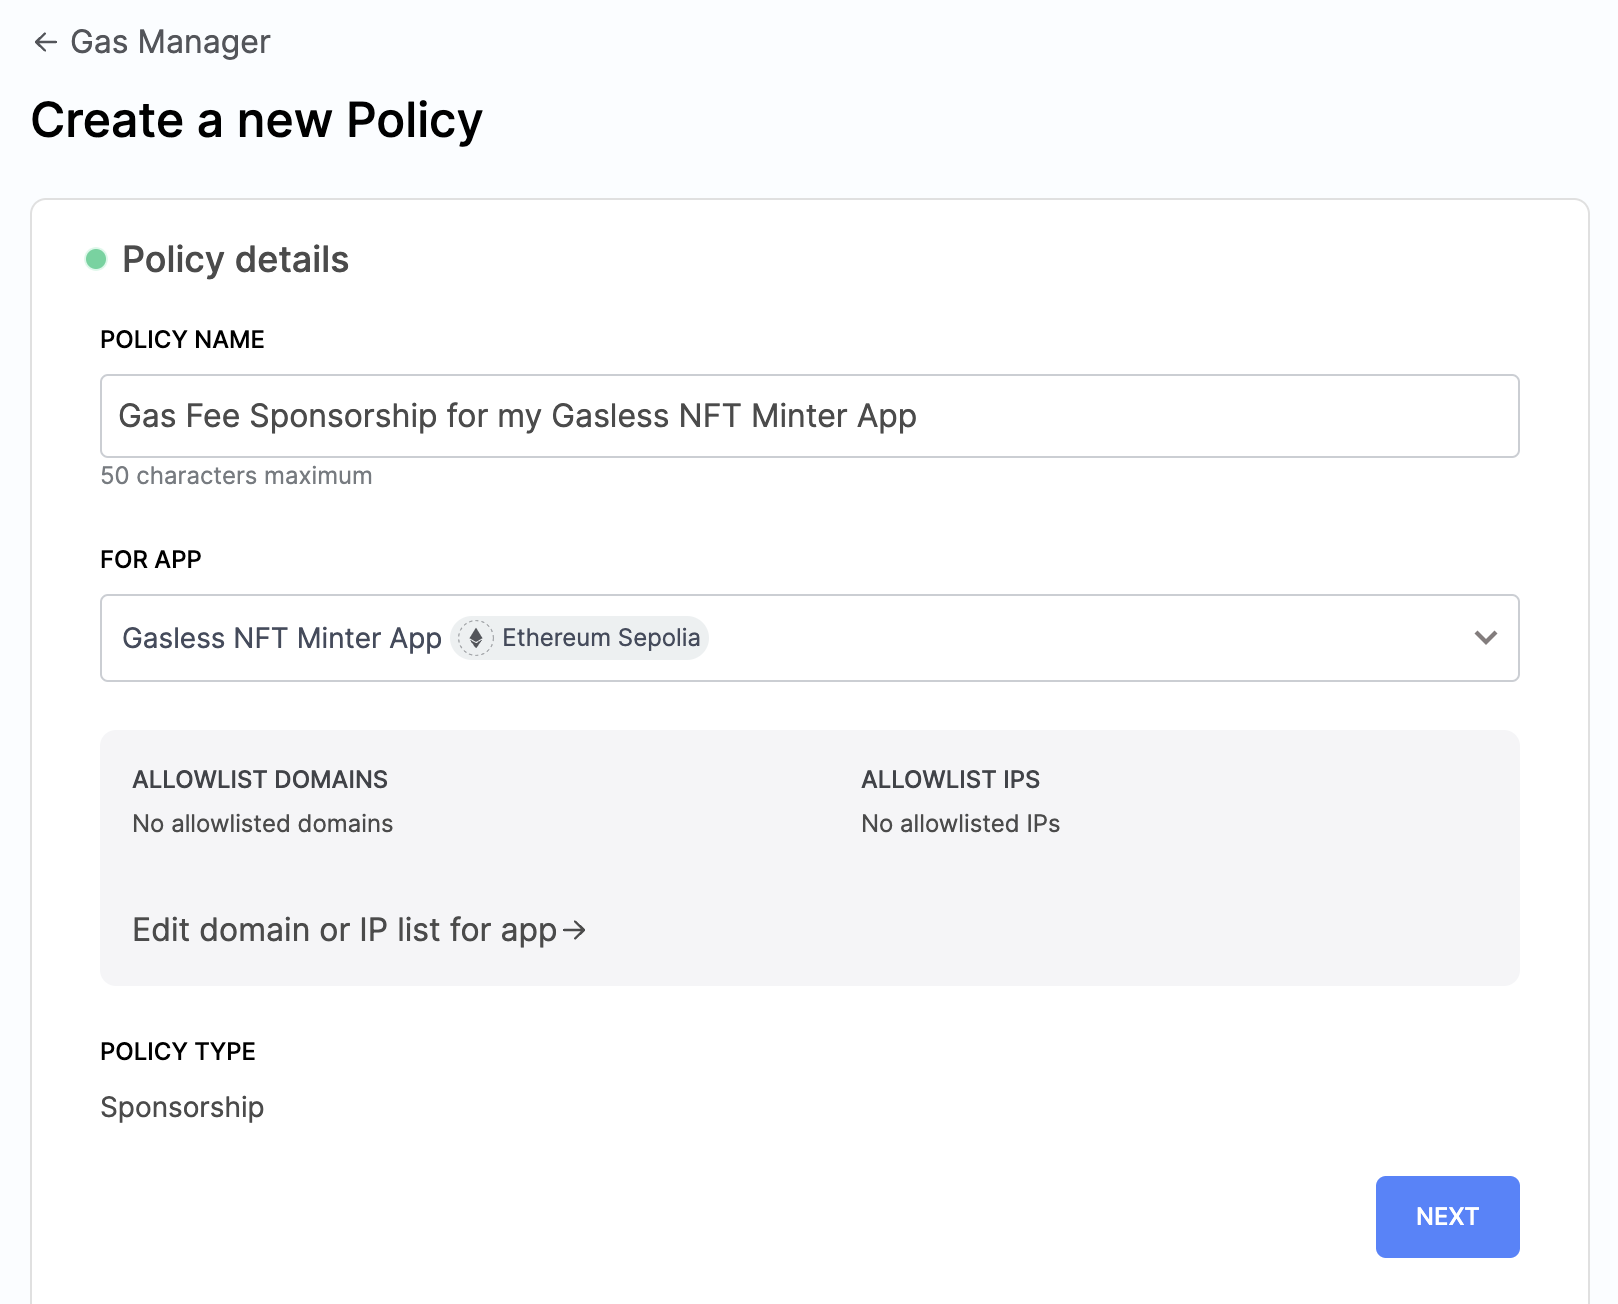 ← Gas Manager
Create a new Policy
Policy details
POLICY NAME
Gas Fee Sponsorship for my Gasless NFT Minter App
50 characters maximum
FOR APP
Gasless NFT Minter App Ethereum Sepolia
ALLOWLIST DOMAINS ALLOWLIST IPS
No allowlisted domains No allowlisted IPs
Edit domain or IP list for app→
POLICY TYPE
Sponsorship
NEXT